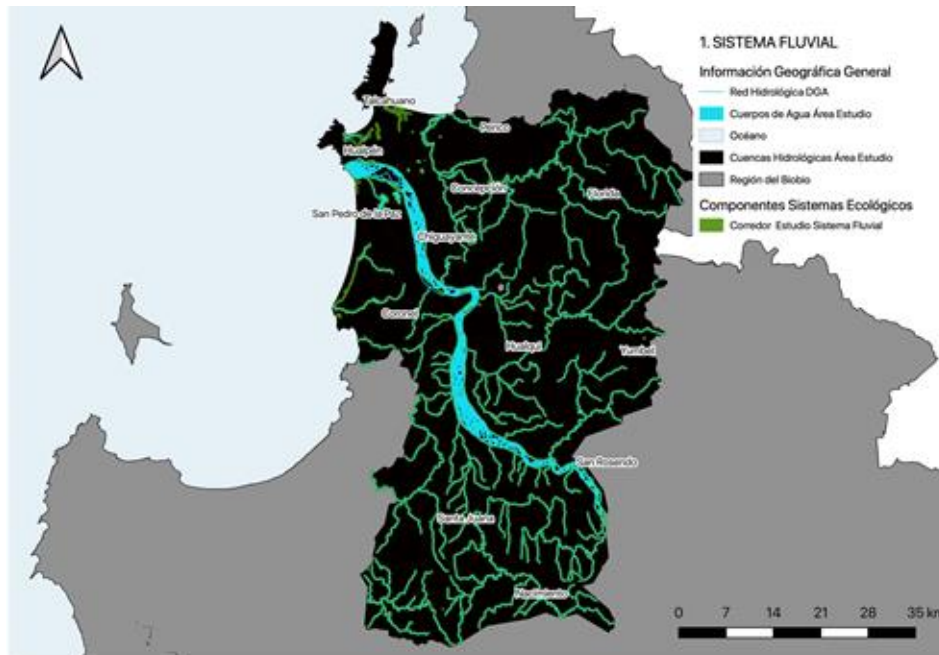 1. SISTEMA FLUVIAL
Información Geográfica General
Red Hidrológica DGA
Cuerpos de Agua Área Estudio
Océano
Cuencas Hidrológicas Área Estudio
Región del Biobio
Componentes Sistemas Ecológicos
Corredor Estudio Sistema Fluvial
Talcahuano
Penco
Hualpén
Concepción
Florida
San Pedro de la Paz
Chiguayante
Coronel
Hualqui
Yumbel
San Rosendo
Santa Juana
Nacimiento
0 7 14 21 28 35 km